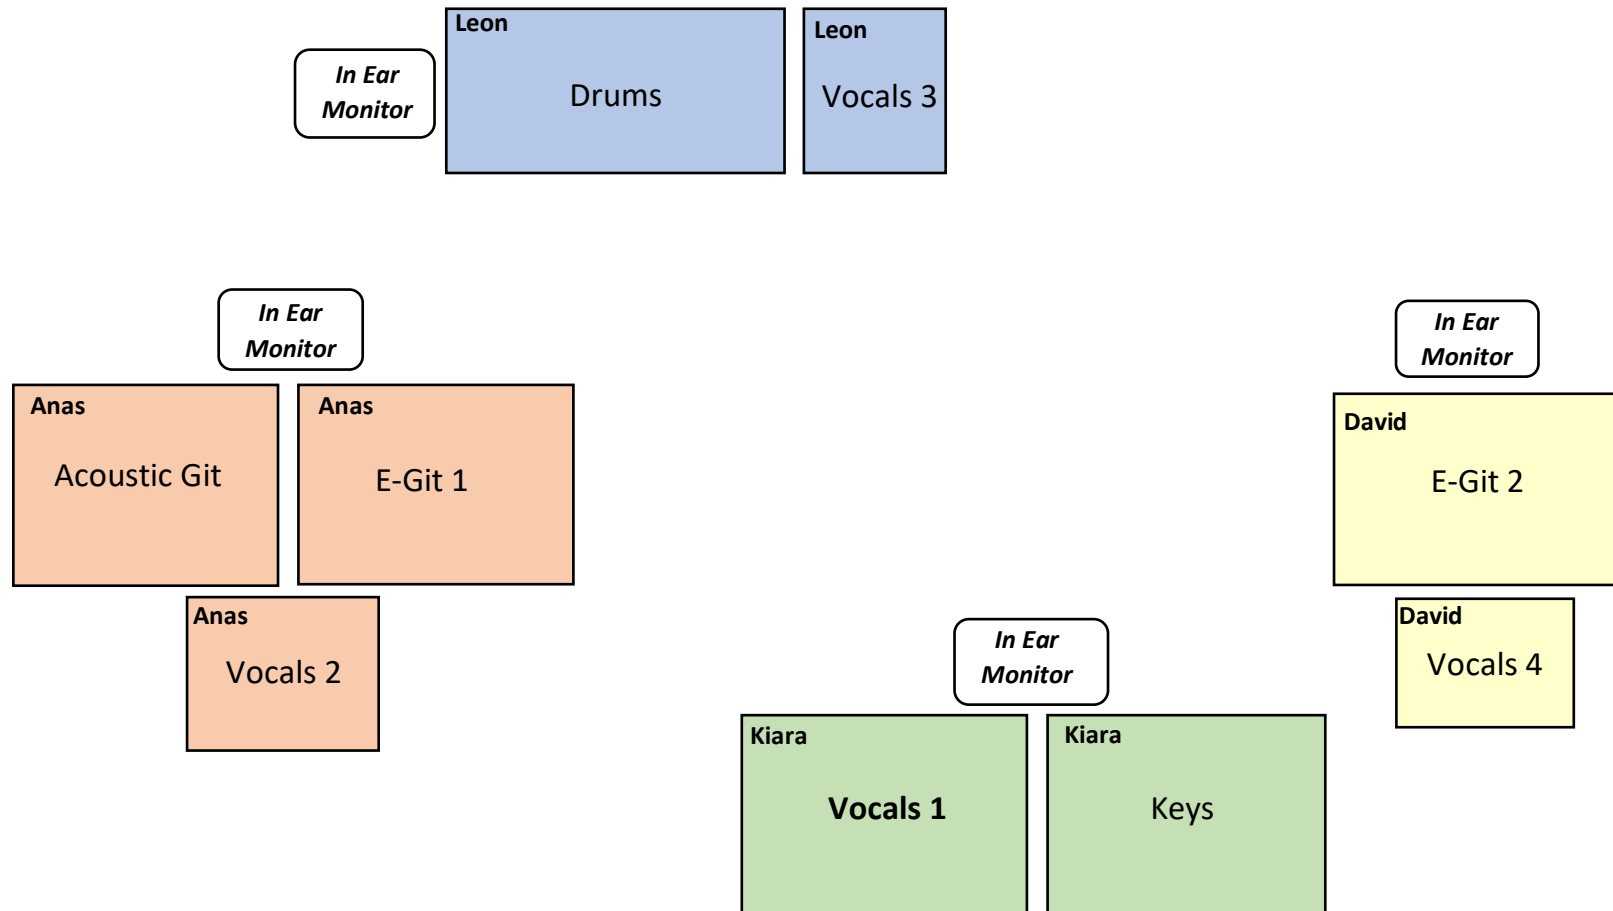 Leon
Drums
Leon
Vocals 3
In Ear
Monitor
In Ear
Monitor
Anas
Acoustic Git
Anas
E-Git 1
Anas
Vocals 2
In Ear
Monitor
David
E-Git 2
David
Vocals 4
In Ear
Monitor
Kiara
Vocals 1
Kiara
Keys